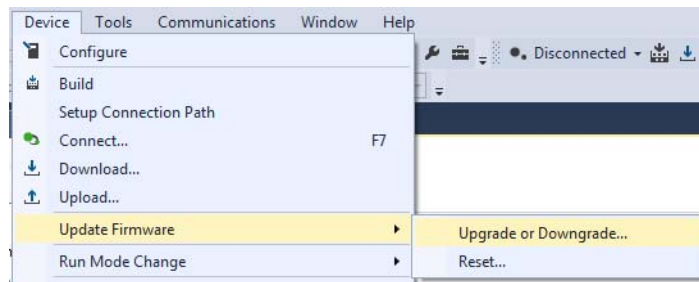 Device Tools Communications Window Help
Configure
Disconnected
Build
Setup Connection Path
Connect... F7
Download...
Upload...
Update Firmware
Upgrade or Downgrade...
Run Mode Change
Reset...